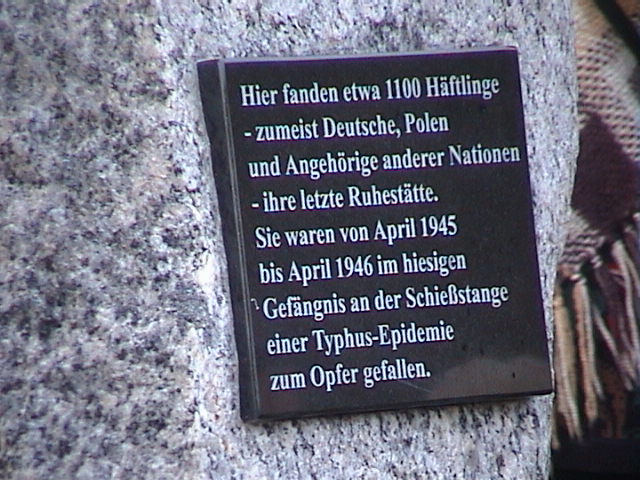 Hier fanden etwa 1100 Häftlinge
- zumeist Deutsche, Polen
und Angehörige anderer Nationen
- ihre letzte Ruhestätte.
Sie waren von April 1945
bis April 1946 im hiesigen
Gefängnis an der Schießstange
einer Typhus-Epidemie
zum Opfer gefallen.